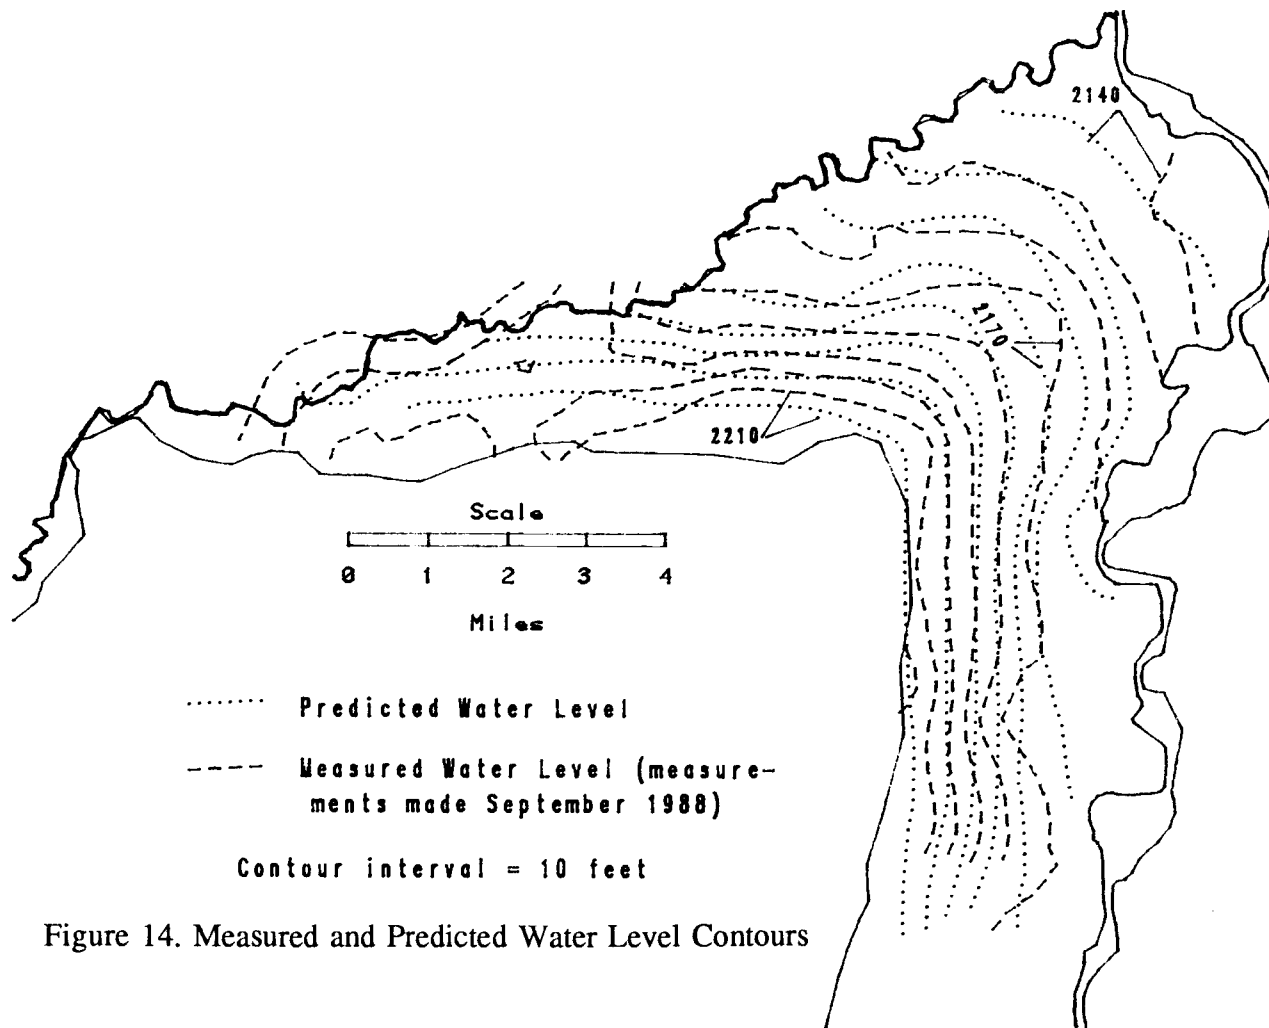 2140
2170
2210
Scale
0 1 2 3 4
Miles
Predicted Water Level
Measured Water Level (measure-
ments made September 1988)
Contour interval = 10 feet
Figure 14. Measured and Predicted Water Level Contours